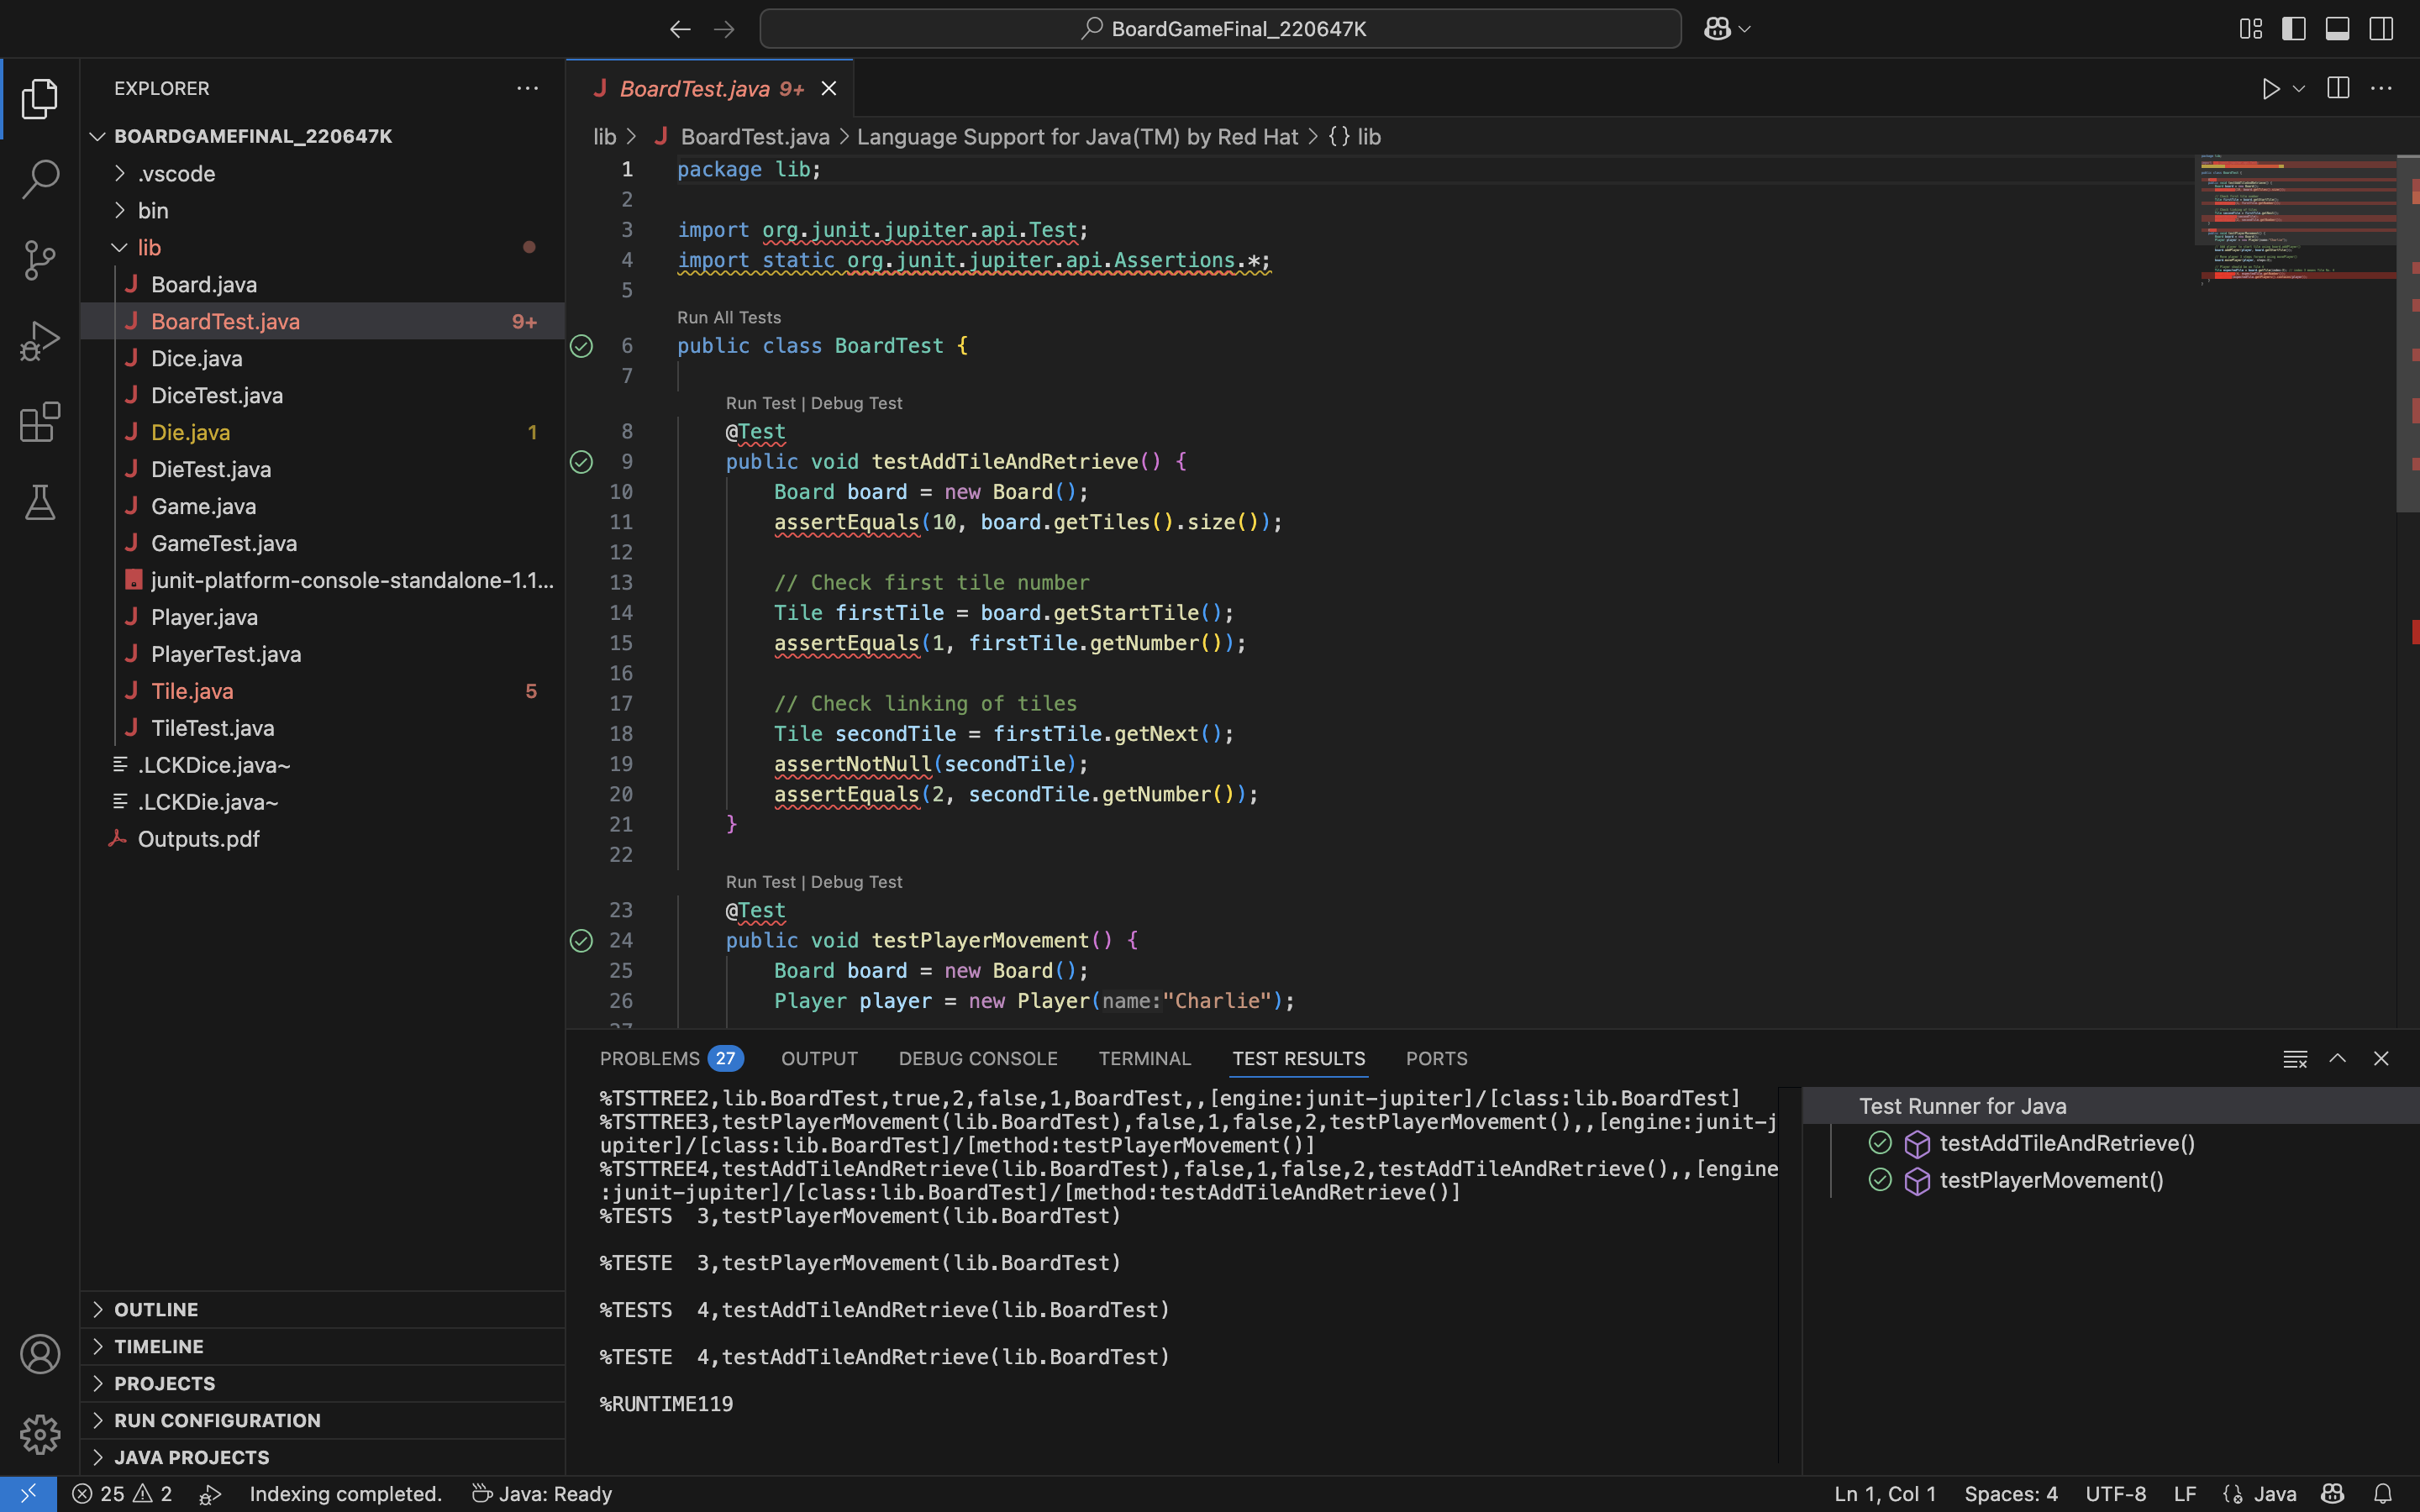 BoardGameFinal_220647K
EXPLORER
BOARDGAMEFINAL_220647K
.vscode
bin
lib
Board.java
BoardTest.java 9+
Dice.java
DiceTest.java
Die.java 1
DieTest.java
Game.java
GameTest.java
junit-platform-console-standalone-1.1...
Player.java
PlayerTest.java
Tile.java 5
TileTest.java
.LCKDice.java~
.LCKDie.java~
Outputs.pdf
OUTLINE
TIMELINE
PROJECTS
RUN CONFIGURATION
JAVA PROJECTS
BoardTest.java 9+
lib > BoardTest.java > Language Support for Java(TM) by Red Hat > {} lib
1 package lib;
2
3 import org.junit.jupiter.api.Test;
4 import static org.junit.jupiter.api.Assertions.*;
5
Run All Tests
6 public class BoardTest {
7
Run Test | Debug Test
8 @Test
9 public void testAddTileAndRetrieve() {
10 Board board = new Board();
11 assertEquals(10, board.getTiles().size());
12
13 // Check first tile number
14 Tile firstTile = board.getStartTile();
15 assertEquals(1, firstTile.getNumber());
16
17 // Check linking of tiles
18 Tile secondTile = firstTile.getNext();
19 assertNotNull(secondTile);
20 assertEquals(2, secondTile.getNumber());
21 }
22
Run Test | Debug Test
23 @Test
24 public void testPlayerMovement() {
25 Board board = new Board();
26 Player player = new Player(name:"Charlie");
PROBLEMS 27 OUTPUT DEBUG CONSOLE TERMINAL TEST RESULTS PORTS
%TSTTREE2,lib.BoardTest,true,2,false,1,BoardTest,,[engine:junit-jupiter]/[class:lib.BoardTest]
%TSTTREE3,testPlayerMovement(lib.BoardTest),false,1,false,2,testPlayerMovement(),,[engine:junit-j
upiter]/[class:lib.BoardTest]/[method:testPlayerMovement()]
%TSTTREE4,testAddTileAndRetrieve(lib.BoardTest),false,1,false,2,testAddTileAndRetrieve(),,[engine
:junit-jupiter]/[class:lib.BoardTest]/[method:testAddTileAndRetrieve()]
%TESTS  3,testPlayerMovement(lib.BoardTest)
%TESTE  3,testPlayerMovement(lib.BoardTest)
%TESTS  4,testAddTileAndRetrieve(lib.BoardTest)
%TESTE  4,testAddTileAndRetrieve(lib.BoardTest)
%RUNTIME119
Test Runner for Java
testAddTileAndRetrieve()
testPlayerMovement()
25 2 Indexing completed. Java: Ready Ln 1, Col 1 Spaces: 4 UTF-8 LF Java